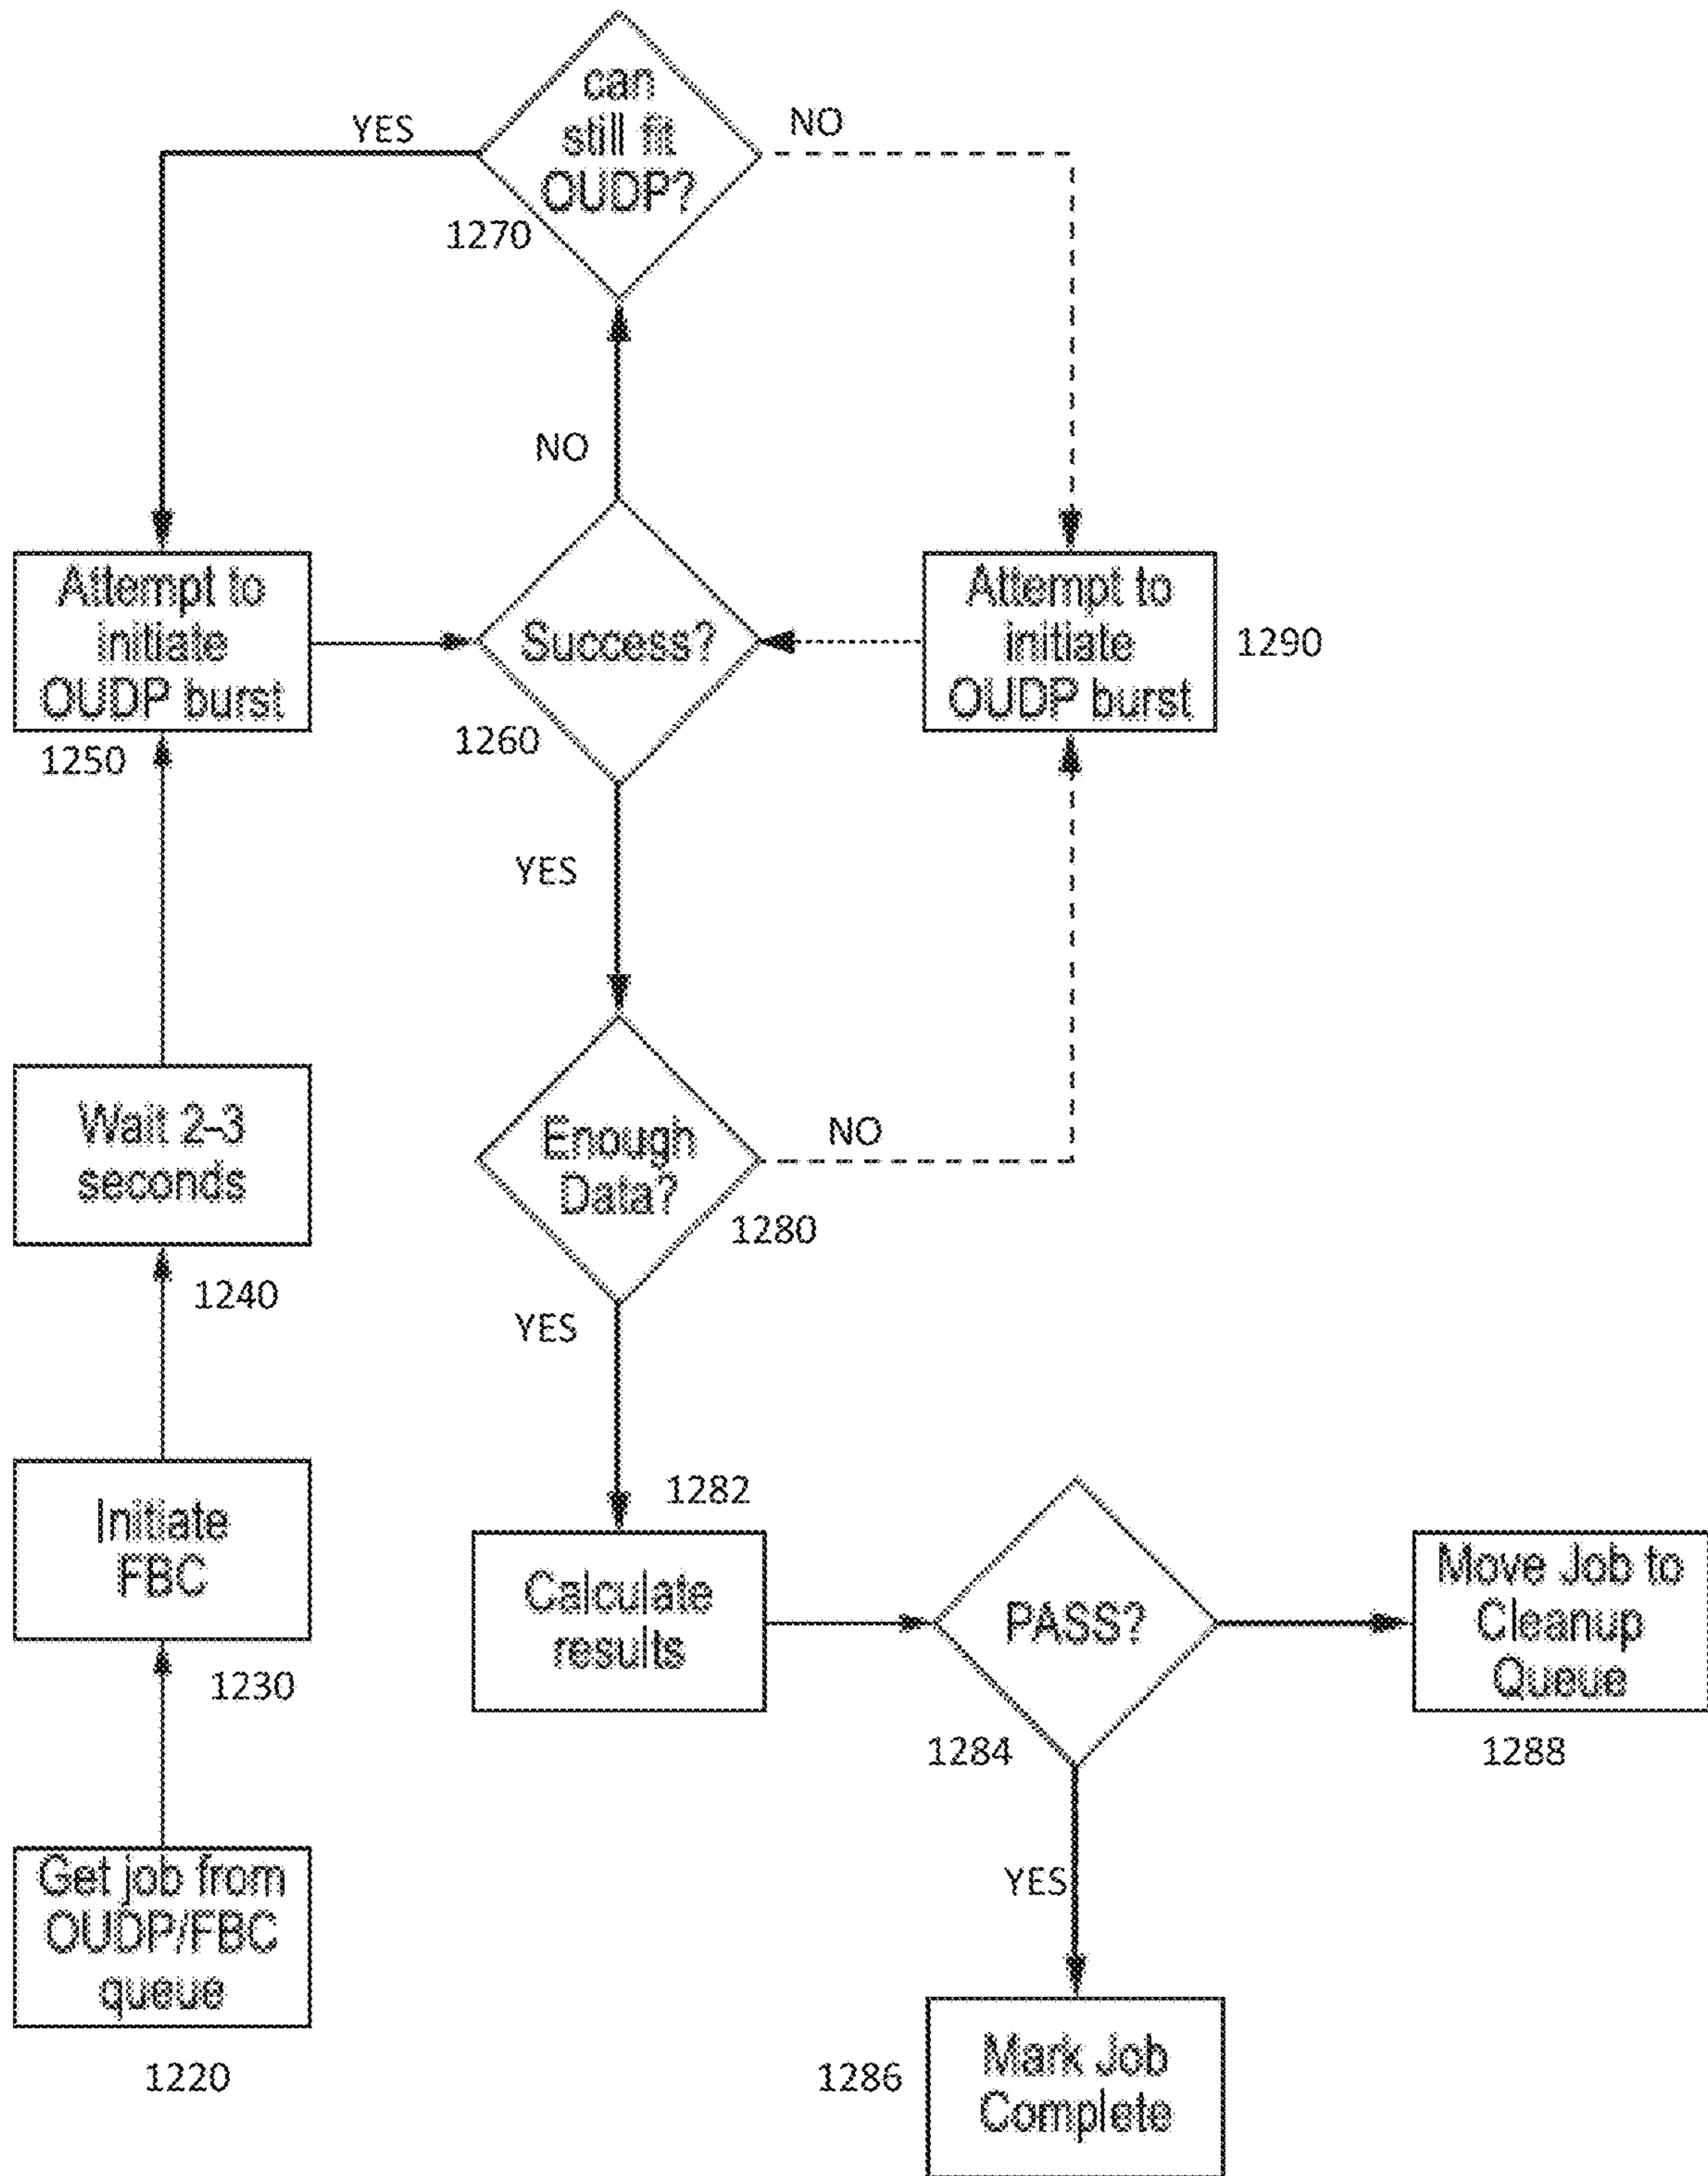 can
still fit
OUDP?
YES
NO
1270
NO
Attempt to
initiate
OUDP burst
1250
Success?
1260
Attempt to
initiate
OUDP burst
1290
YES
Wait 2-3
seconds
1240
Enough
Data?
NO
1280
YES
Initiate
FBC
1230
1282
Calculate
results
PASS?
1284
Move Job to
Cleanup
Queue
1288
Get job from
OUDP/FBC
queue
1220
YES
Mark Job
Complete
1286